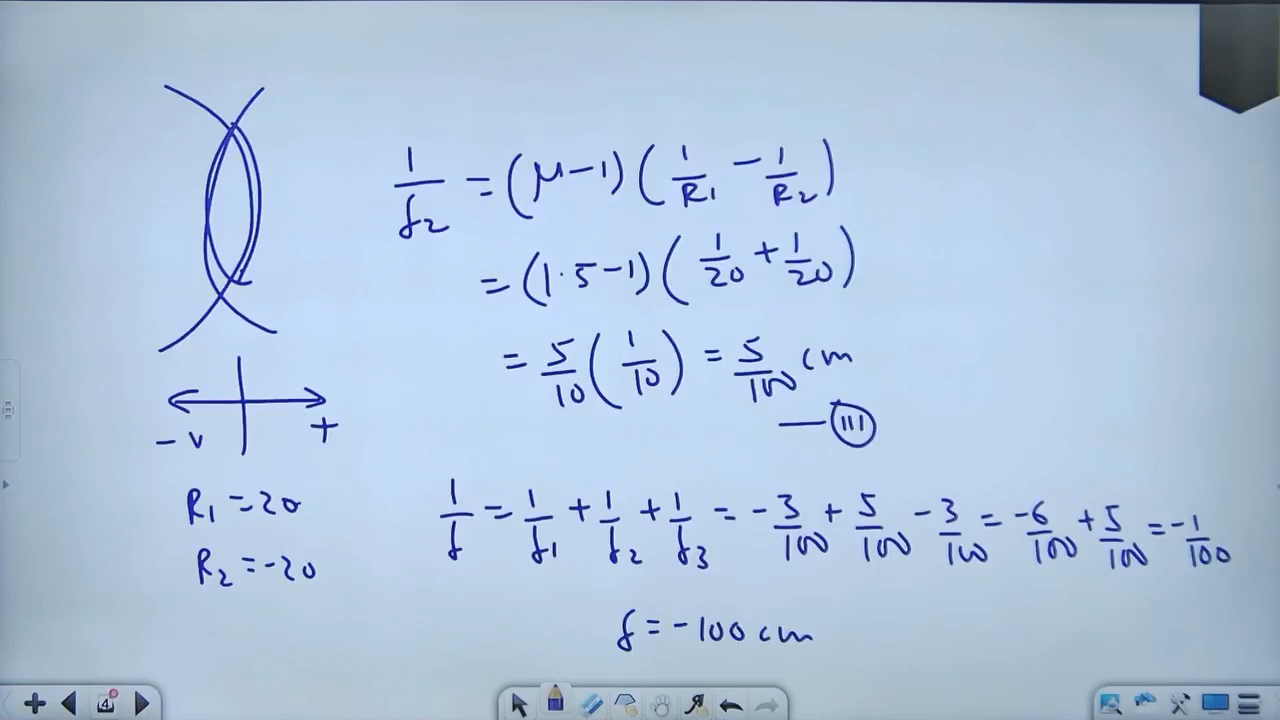 1/f₂ = (μ-1)(1/R₁ - 1/R₂)
= (1·5-1)(1/20 + 1/20)
= 5/10(1/10) = 5/100 cm
— III
-v +
R₁ = 20
R₂ = -20
1/f = 1/f₁ + 1/f₂ + 1/f₃ = -3/100 + 5/100 - 3/100 = -6/100 + 5/100 = -1/100
f = -100 cm
4